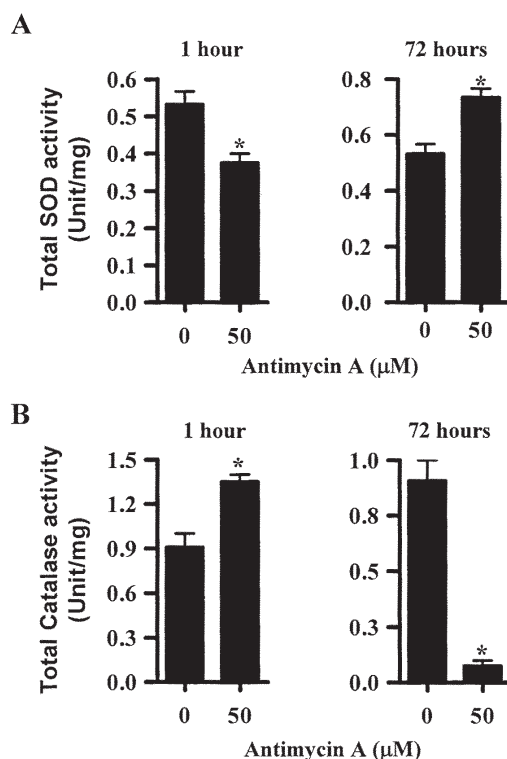 A
1 hour
72 hours
Total SOD activity
(Unit/mg)
0.6
0.5
0.4
0.3
0.2
0.1
0.0
*
0.8
0.6
0.4
0.2
0.0
*
0
50
0
50
Antimycin A (µM)
B
1 hour
72 hours
Total Catalase activity
(Unit/mg)
1.5
1.2
0.9
0.6
0.3
0.0
*
1.0
0.8
0.5
0.3
0.0
*
0
50
0
50
Antimycin A (µM)